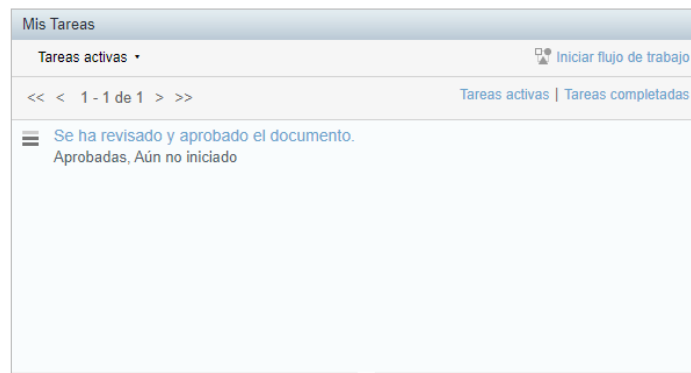 Mis Tareas
Tareas activas
Iniciar flujo de trabajo
<< < 1 - 1 de 1 > >>
Tareas activas | Tareas completadas
Se ha revisado y aprobado el documento.
Aprobadas, Aún no iniciado